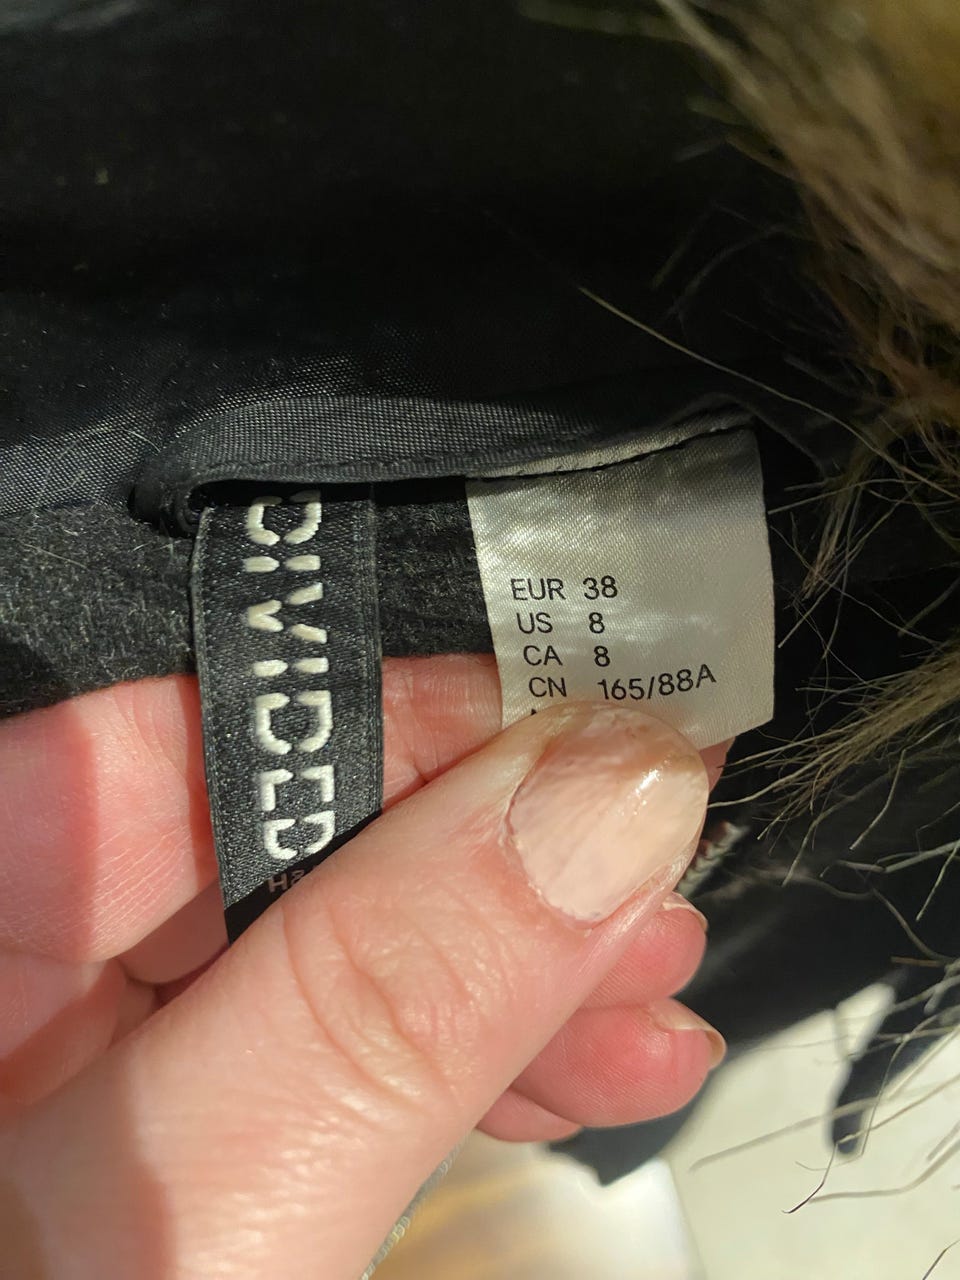 DIVIDED
H&
EUR 38
US 8
CA 8
CN 165/88A